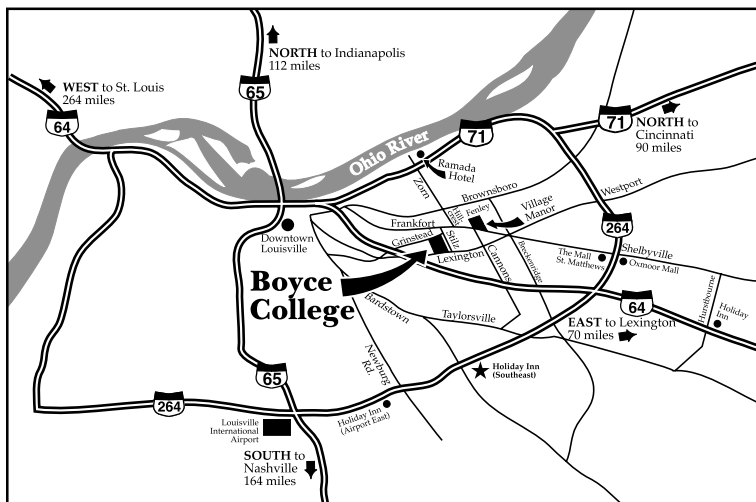 NORTH to Indianapolis
112 miles
WEST to St. Louis
264 miles
65
64
71
71
NORTH to
Cincinnati
90 miles
Ohio River
Ramada
Hotel
Zorn
Brownsboro
Westport
Hill-
crest
Fenley
Village
Manor
264
Frankfort
Grinstead
Stilz
Downtown
Louisville
Lexington
Cannons
Breckenridge
The Mall
St. Matthews
Shelbyville
Oxmoor Mall
Boyce
College
Bardstown
Taylorsville
64
Hurstbourne
Holiday
Inn
EAST to Lexington
70 miles
Newburg
Rd.
65
Holiday Inn
(Southeast)
264
Louisville
International
Airport
Holiday Inn
(Airport East)
SOUTH to
Nashville
164 miles